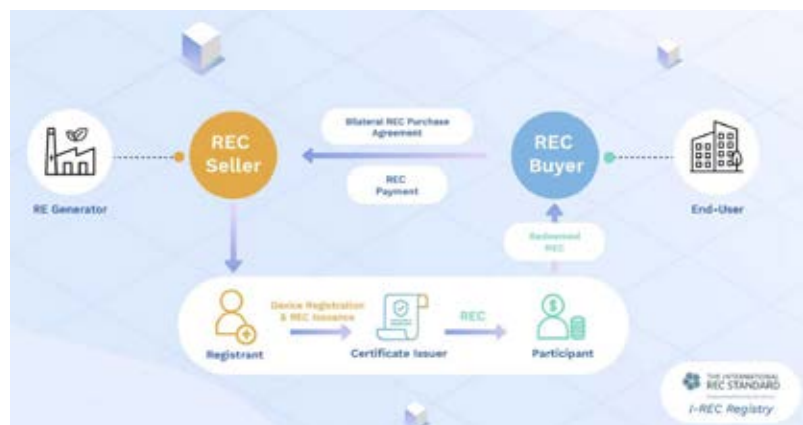 REC
Seller
Bilateral REC Purchase
Agreement
REC
Payment
REC
Buyer
RE Generator
End-User
Redeemed
REC
Device Registration
& REC Issuance
REC
Registrant
Certificate Issuer
Participant
THE INTERNATIONAL
REC STANDARD
I-REC Registry